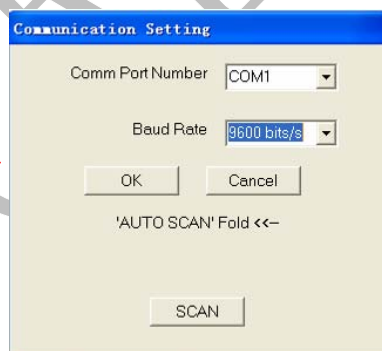 Communication Setting
Comm Port Number COM1
Baud Rate 9600 bits/s
OK Cancel
'AUTO SCAN' Fold <<--
SCAN